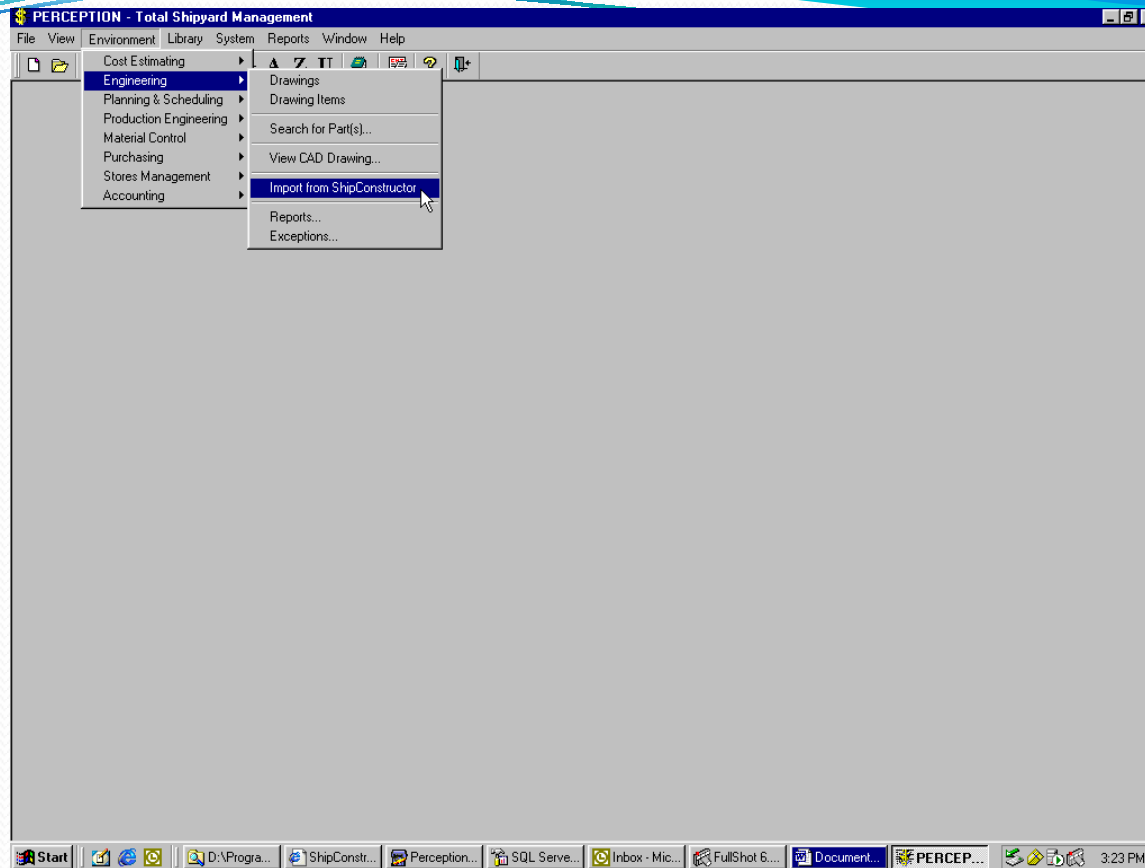 PERCEPTION - Total Shipyard Management
File View Environment Library System Reports Window Help
Cost Estimating
Engineering
Planning & Scheduling
Production Engineering
Material Control
Purchasing
Stores Management
Accounting
Drawings
Drawing Items
Search for Part(s)...
View CAD Drawing...
Import from ShipConstructor
Reports...
Exceptions...
Start D:\Progra... ShipConstr... Perception... SQL Serve... Inbox - Mic... FullShot 6.... Document... PERCEP... 3:23 PM